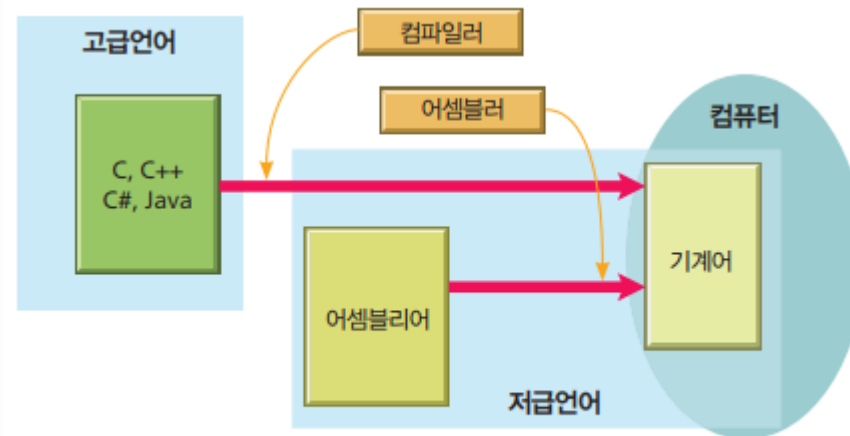 고급언어
컴파일러
어셈블러
컴퓨터
C, C++
C#, Java
기계어
어셈블리어
저급언어